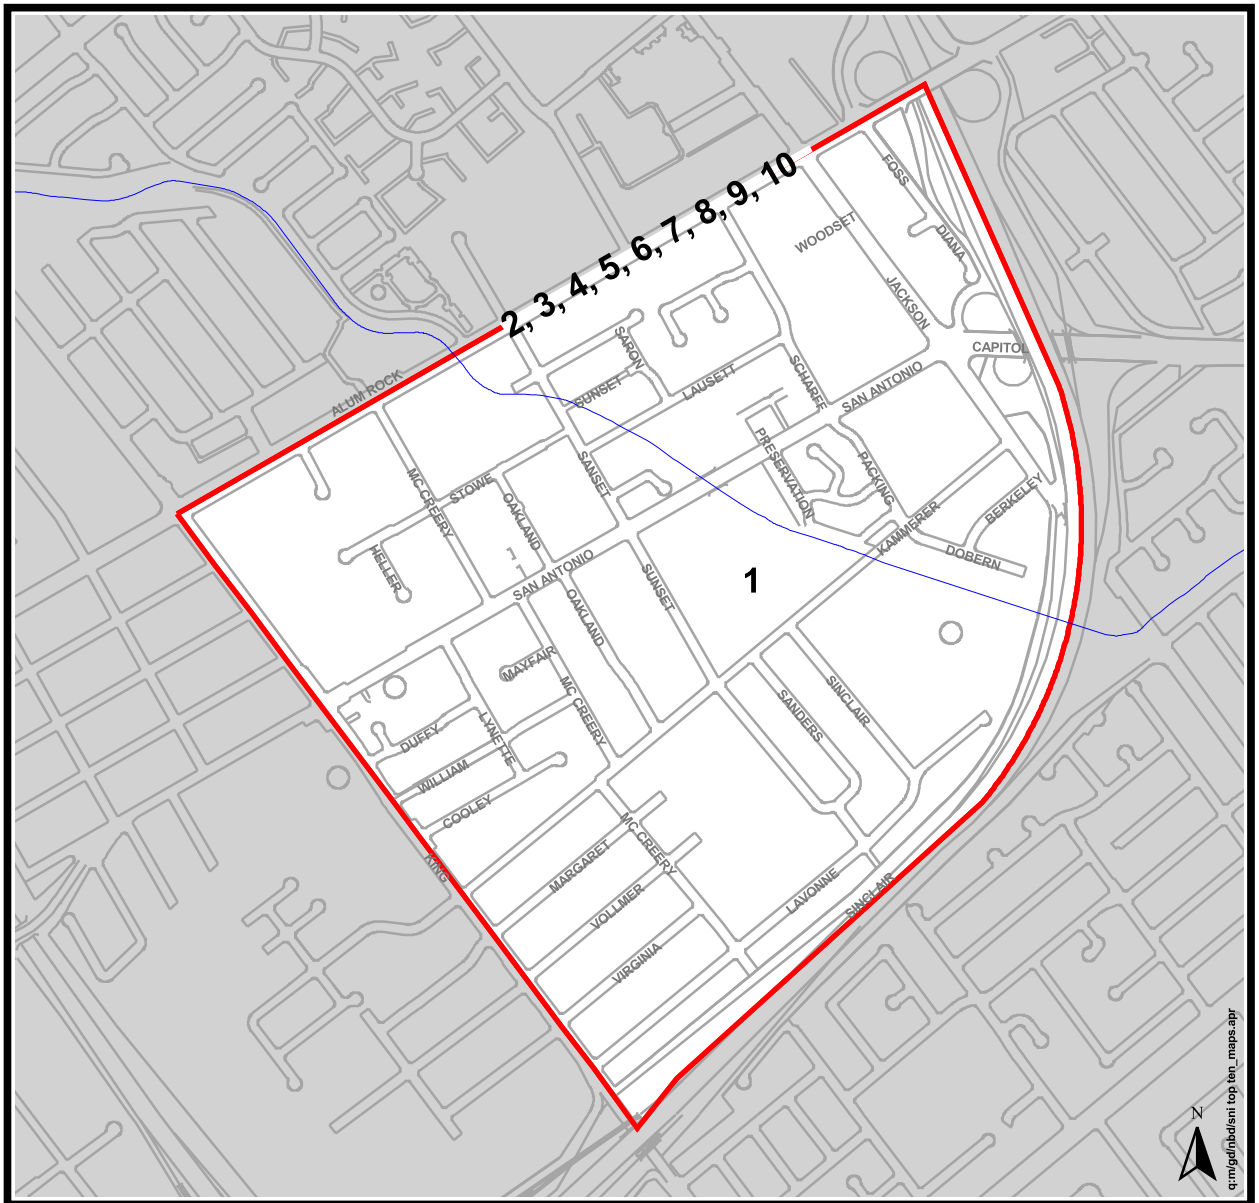 2, 3, 4, 5, 6, 7, 8, 9, 10
FOSS
WOODSET
DIANA
JACKSON
CAPITOL
SARON
ALUM ROCK
SUNSET
LAUSETT
SCHARFF
SAN ANTONIO
PRESERVATION
PACKING
SANSET
STOWE
MC CREERY
OAKLAND
BERKELEY
KAMMERER
DOBERN
HELLER
SAN ANTONIO
SUNSET
1
OAKLAND
MAYFAIR
MC CREERY
SINCLAIR
SANDERS
LYNETTE
DUFFY
WILLIAM
COOLEY
MC CREERY
KING
MARGARET
LAVONNE
SINCLAIR
VOLLMER
VIRGINIA
N
q:m/gd/nbd/sni top ten_maps.apr